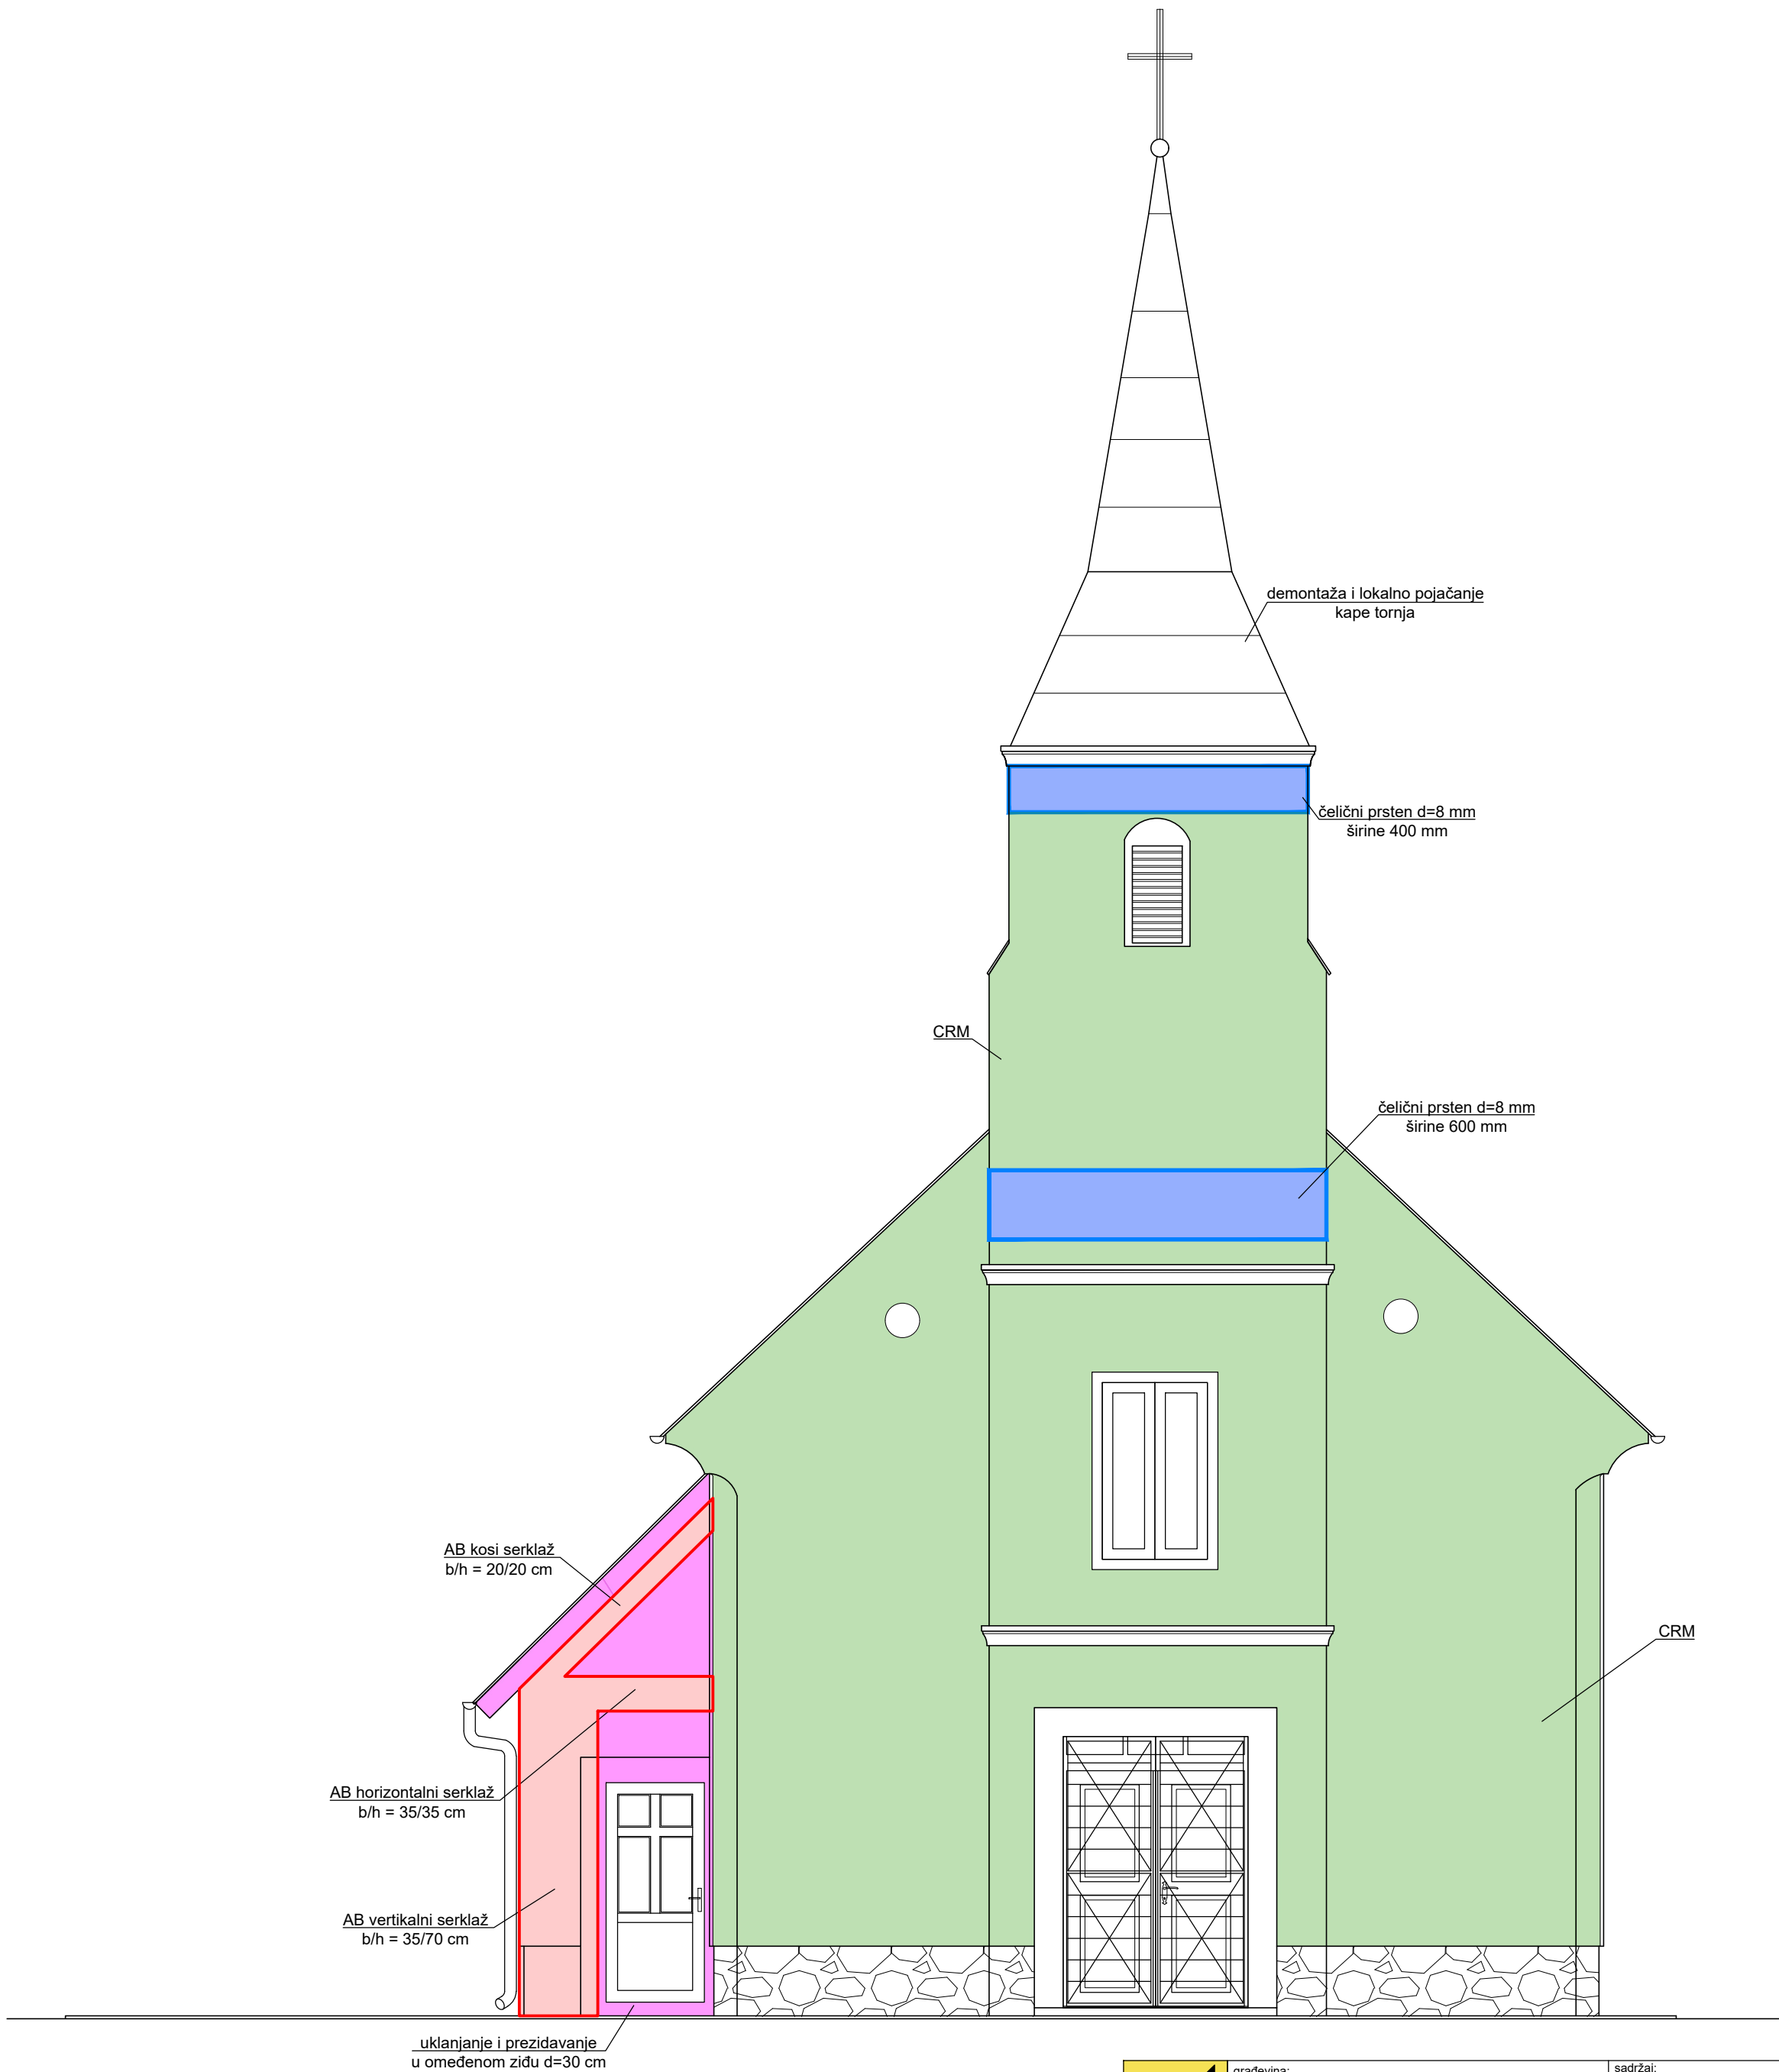 demontaža i lokalno pojačanje
kape tornja
čelični prsten d=8 mm
širine 400 mm
CRM
čelični prsten d=8 mm
širine 600 mm
AB kosi serklaž
b/h = 20/20 cm
CRM
AB horizontalni serklaž
b/h = 35/35 cm
AB vertikalni serklaž
b/h = 35/70 cm
uklanjanje i prezidavanje
u omeđenom ziđu d=30 cm
građevina:
sadržaj: